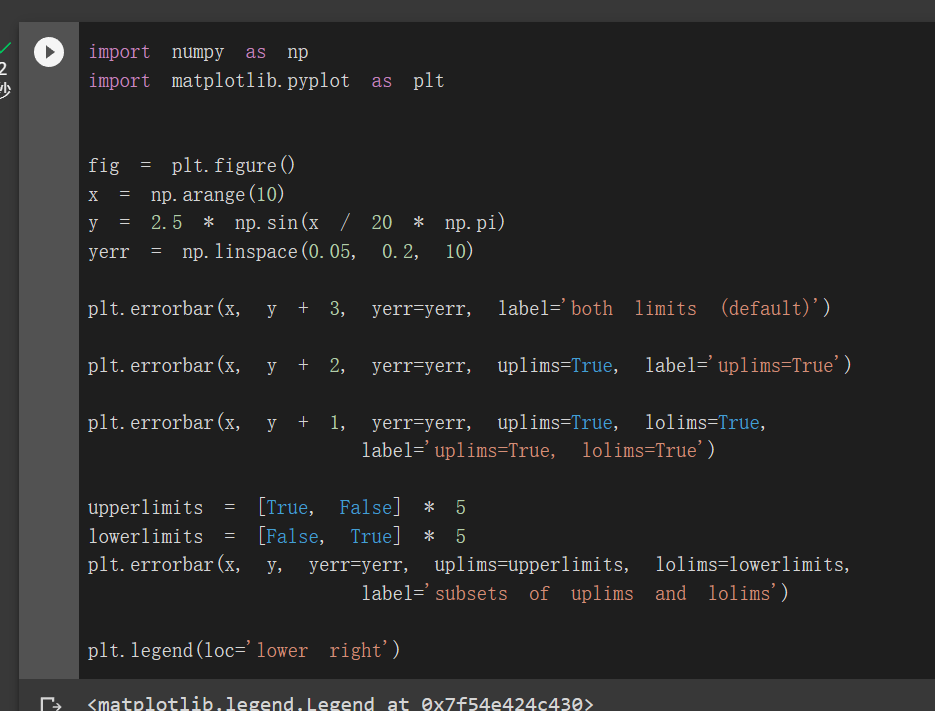 import numpy as np
import matplotlib.pyplot as plt
2
秒
fig = plt.figure()
x = np.arange(10)
y = 2.5 * np.sin(x / 20 * np.pi)
yerr = np.linspace(0.05, 0.2, 10)
plt.errorbar(x, y + 3, yerr=yerr, label='both limits (default)')
plt.errorbar(x, y + 2, yerr=yerr, uplims=True, label='uplims=True')
plt.errorbar(x, y + 1, yerr=yerr, uplims=True, lolims=True,
label='uplims=True, lolims=True')
upperlimits = [True, False] * 5
lowerlimits = [False, True] * 5
plt.errorbar(x, y, yerr=yerr, uplims=upperlimits, lolims=lowerlimits,
label='subsets of uplims and lolims')
plt.legend(loc='lower right')
<matplotlib.legend.Legend at 0x7f54e424c430>